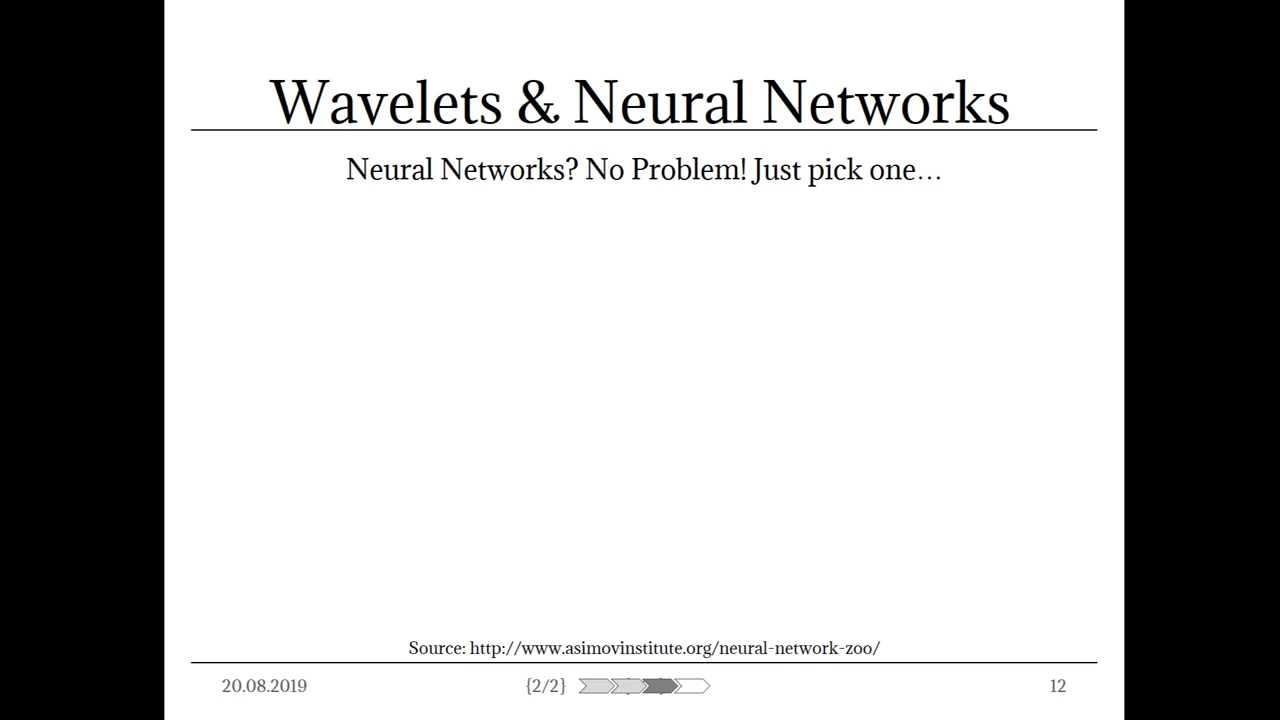 Wavelets & Neural Networks
Neural Networks? No Problem! Just pick one…
Source: http://www.asimovinstitute.org/neural-network-zoo/
20.08.2019 {2/2} 12